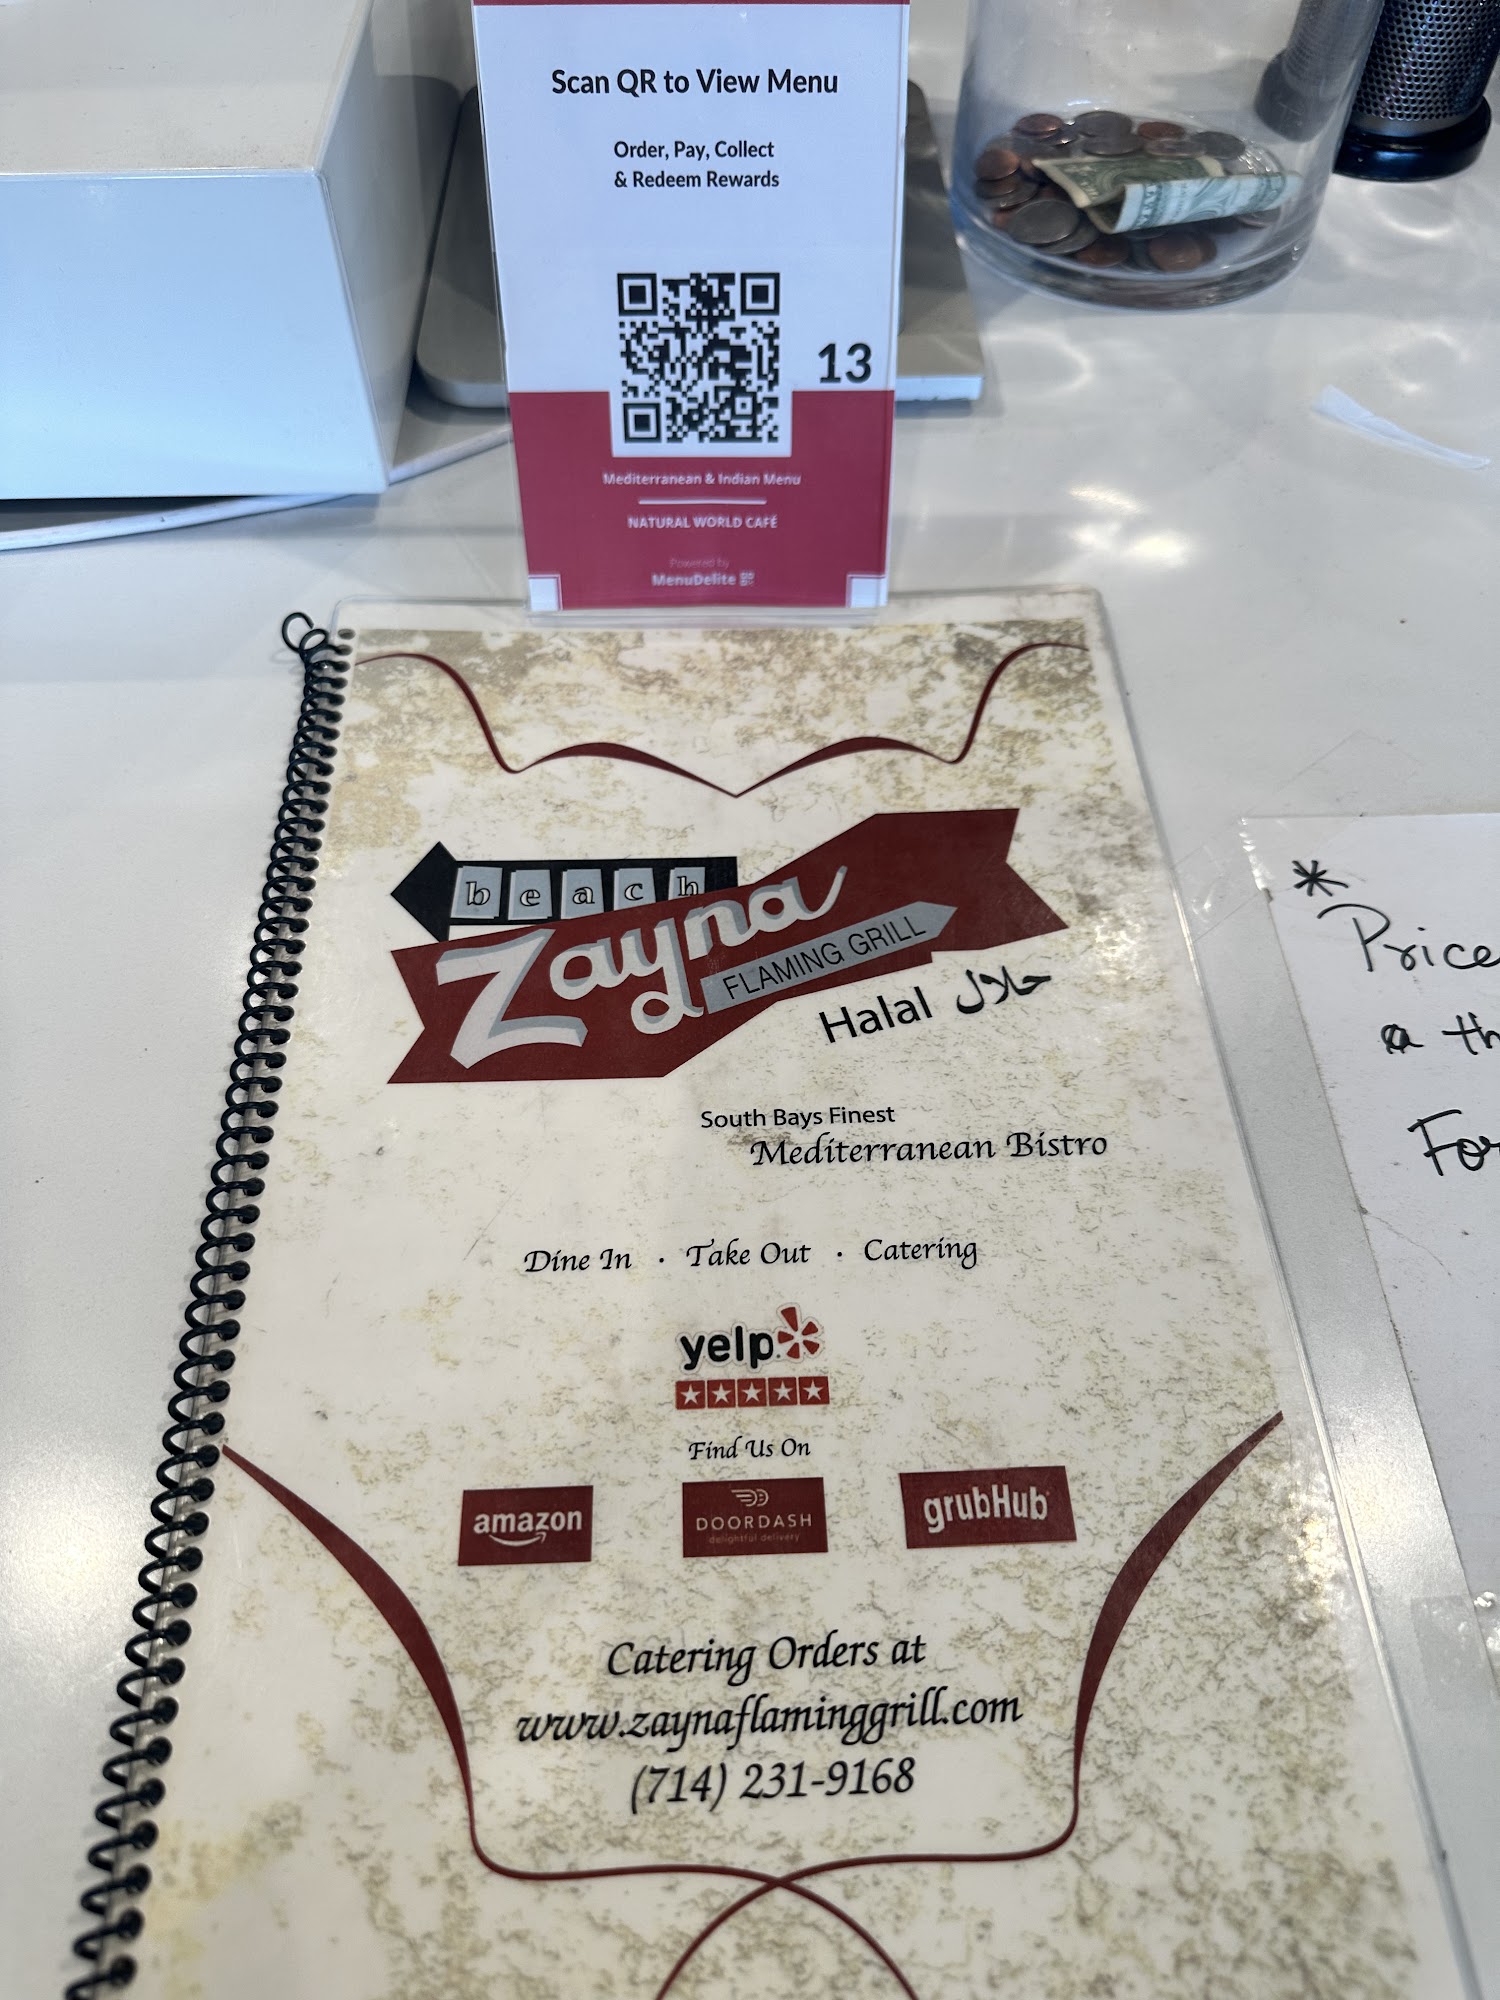 Scan QR to View Menu
Order, Pay, Collect
& Redeem Rewards
13
Mediterranean & Indian Menu
NATURAL WORLD CAFÉ
Powered by
MenuDelite
beach
Zayna
FLAMING GRILL
Halal حلال
South Bays Finest
Mediterranean Bistro
Dine In · Take Out · Catering
yelp
Find Us On
amazon
DOORDASH
delightful delivery
grubHub
Catering Orders at
www.zaynaflaminggrill.com
(714) 231-9168
*
Price
a th
For